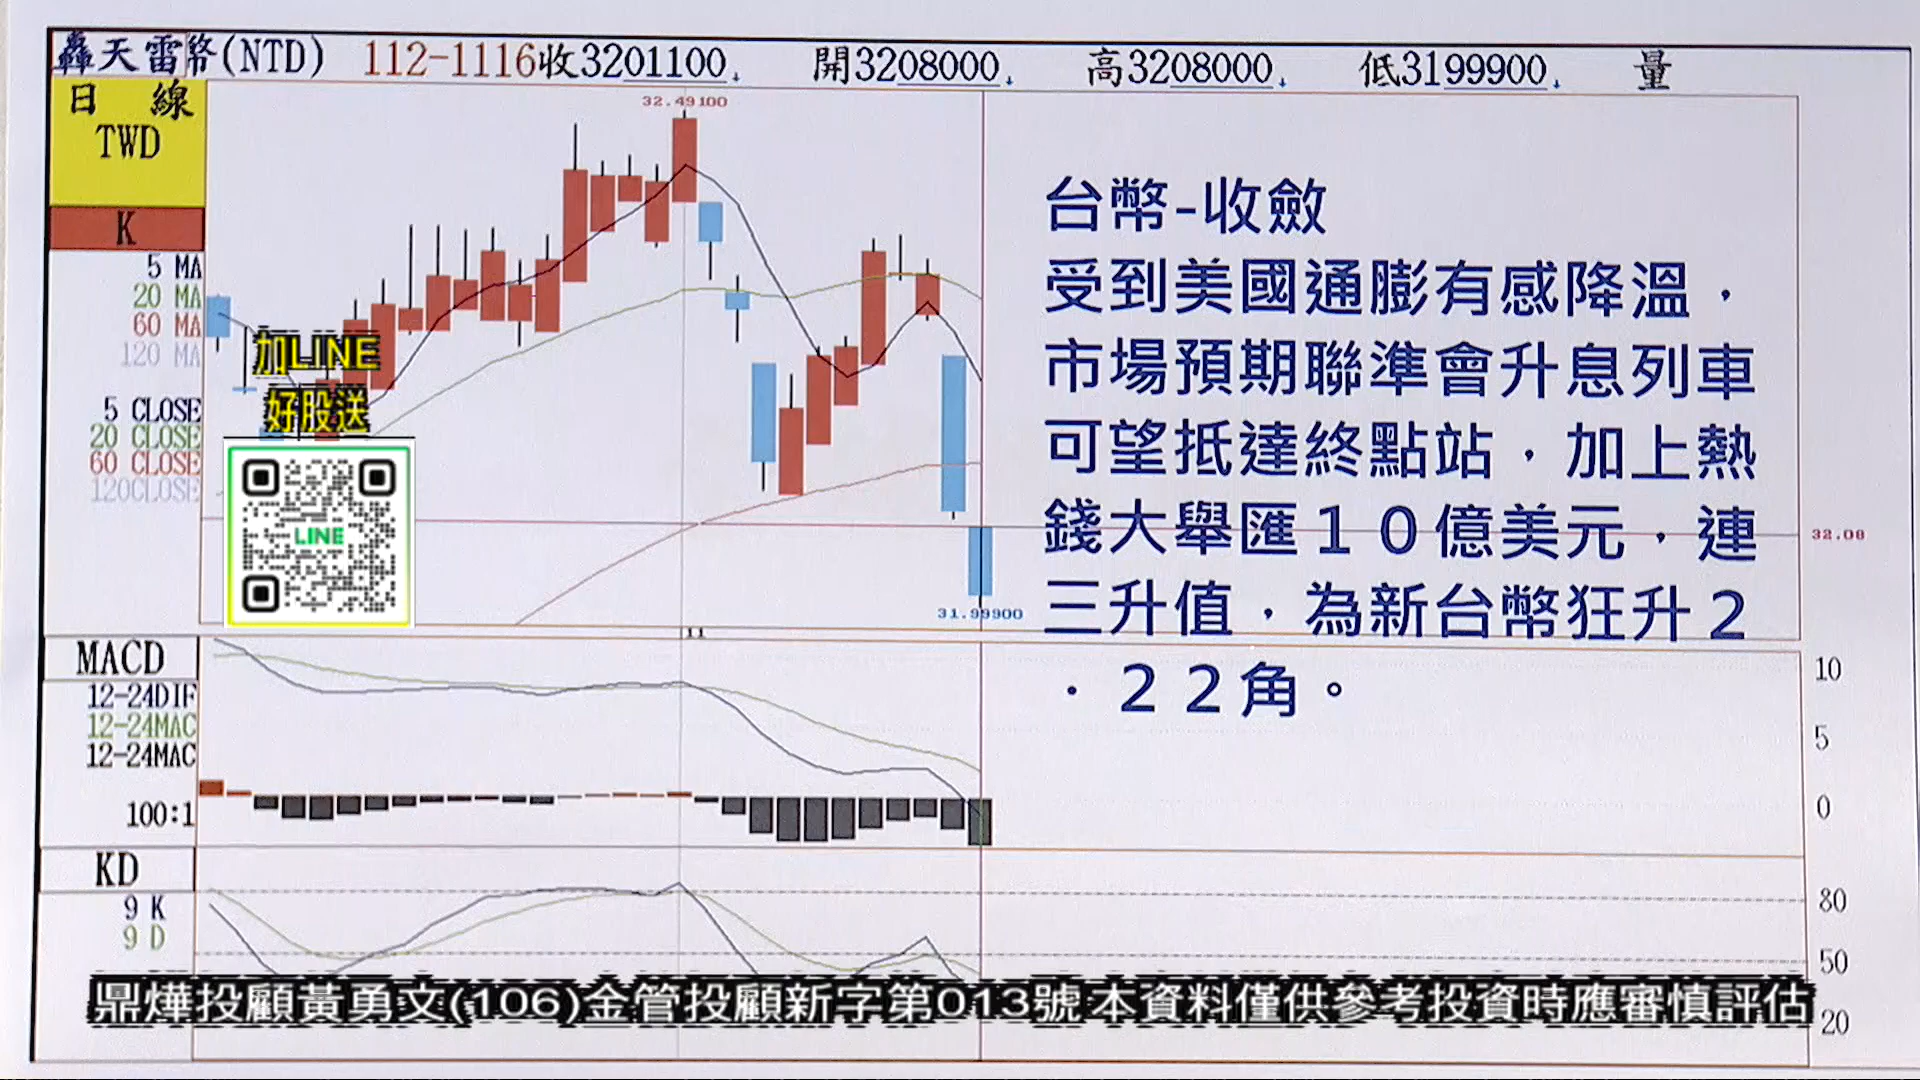 轟天雷幣(NTD) 112-1116收3201100↓ 開3208000↓ 高3208000↓ 低3199900↓ 量
日 線
TWD
K
5 MA
20 MA
60 MA
120 MA
5 CLOSE
20 CLOSE
60 CLOSE
120CLOSE
32.49100
加LINE
好股送
LINE
31.99900
11
32.08
台幣-收斂
受到美國通膨有感降溫，
市場預期聯準會升息列車
可望抵達終點站，加上熱
錢大舉匯１０億美元，連
三升值，為新台幣狂升２
．２２角。
MACD
12-24DIF
12-24MAC
12-24MAC
100:1
10
5
0
KD
9 K
9 D
80
50
20
鼎燁投顧黃勇文(106)金管投顧新字第013號本資料僅供參考投資時應審慎評估